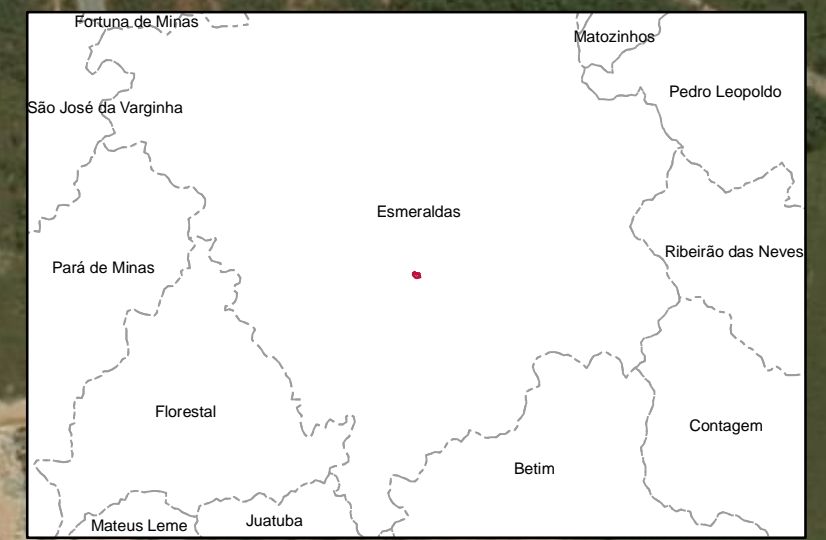 Fortuna de Minas
Matozinhos
Pedro Leopoldo
São José da Varginha
Esmeraldas
Ribeirão das Neves
Pará de Minas
Florestal
Contagem
Betim
Juatuba
Mateus Leme